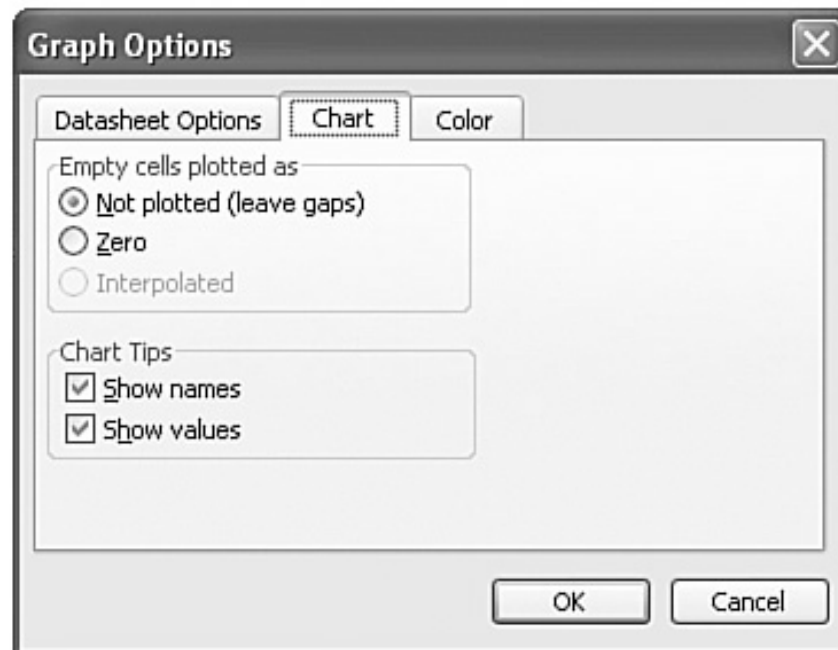 Graph Options
Datasheet Options Chart Color
Empty cells plotted as
Not plotted (leave gaps)
Zero
Interpolated
Chart Tips
Show names
Show values
OK Cancel